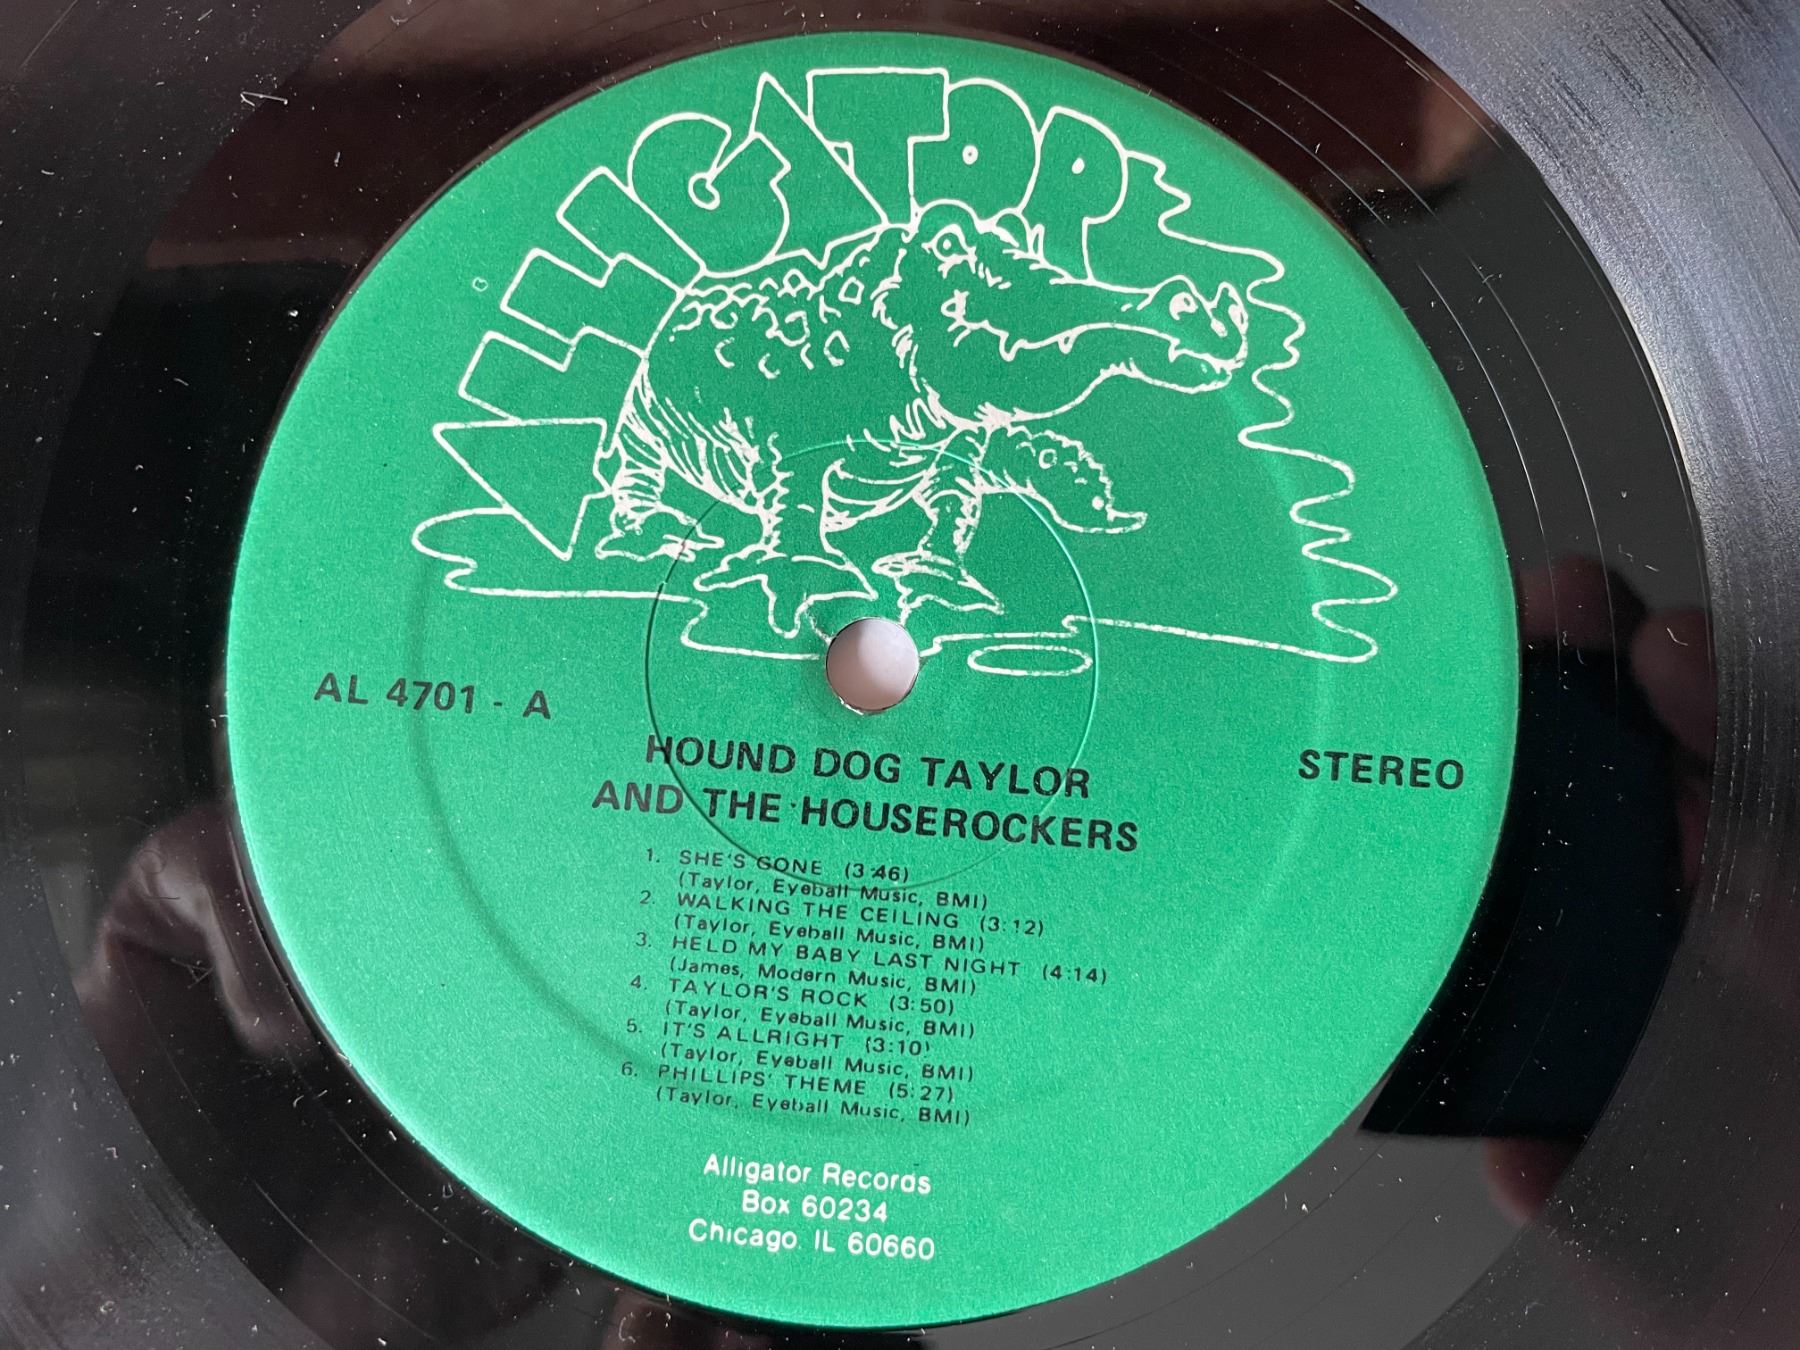 ALLIGATOR
AL 4701 - A
STEREO
HOUND DOG TAYLOR
AND THE HOUSEROCKERS
1. SHE'S GONE (3:46)
(Taylor, Eyeball Music, BMI)
2. WALKING THE CEILING (3:12)
(Taylor, Eyeball Music, BMI)
3. HELD MY BABY LAST NIGHT (4:14)
(James, Modern Music, BMI)
4. TAYLOR'S ROCK (3:50)
(Taylor, Eyeball Music, BMI)
5. IT'S ALLRIGHT (3:10)
(Taylor, Eyeball Music, BMI)
6. PHILLIPS' THEME (5:27)
(Taylor, Eyeball Music, BMI)
Alligator Records
Box 60234
Chicago, IL 60660